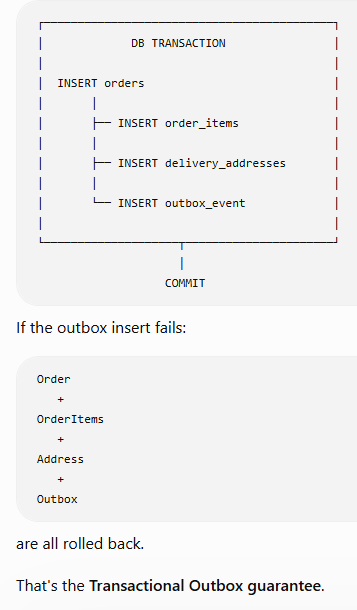 DB TRANSACTION
INSERT orders
├── INSERT order_items
├── INSERT delivery_addresses
└── INSERT outbox_event
COMMIT
If the outbox insert fails:
Order
+
OrderItems
+
Address
+
Outbox
are all rolled back.
That's the Transactional Outbox guarantee.